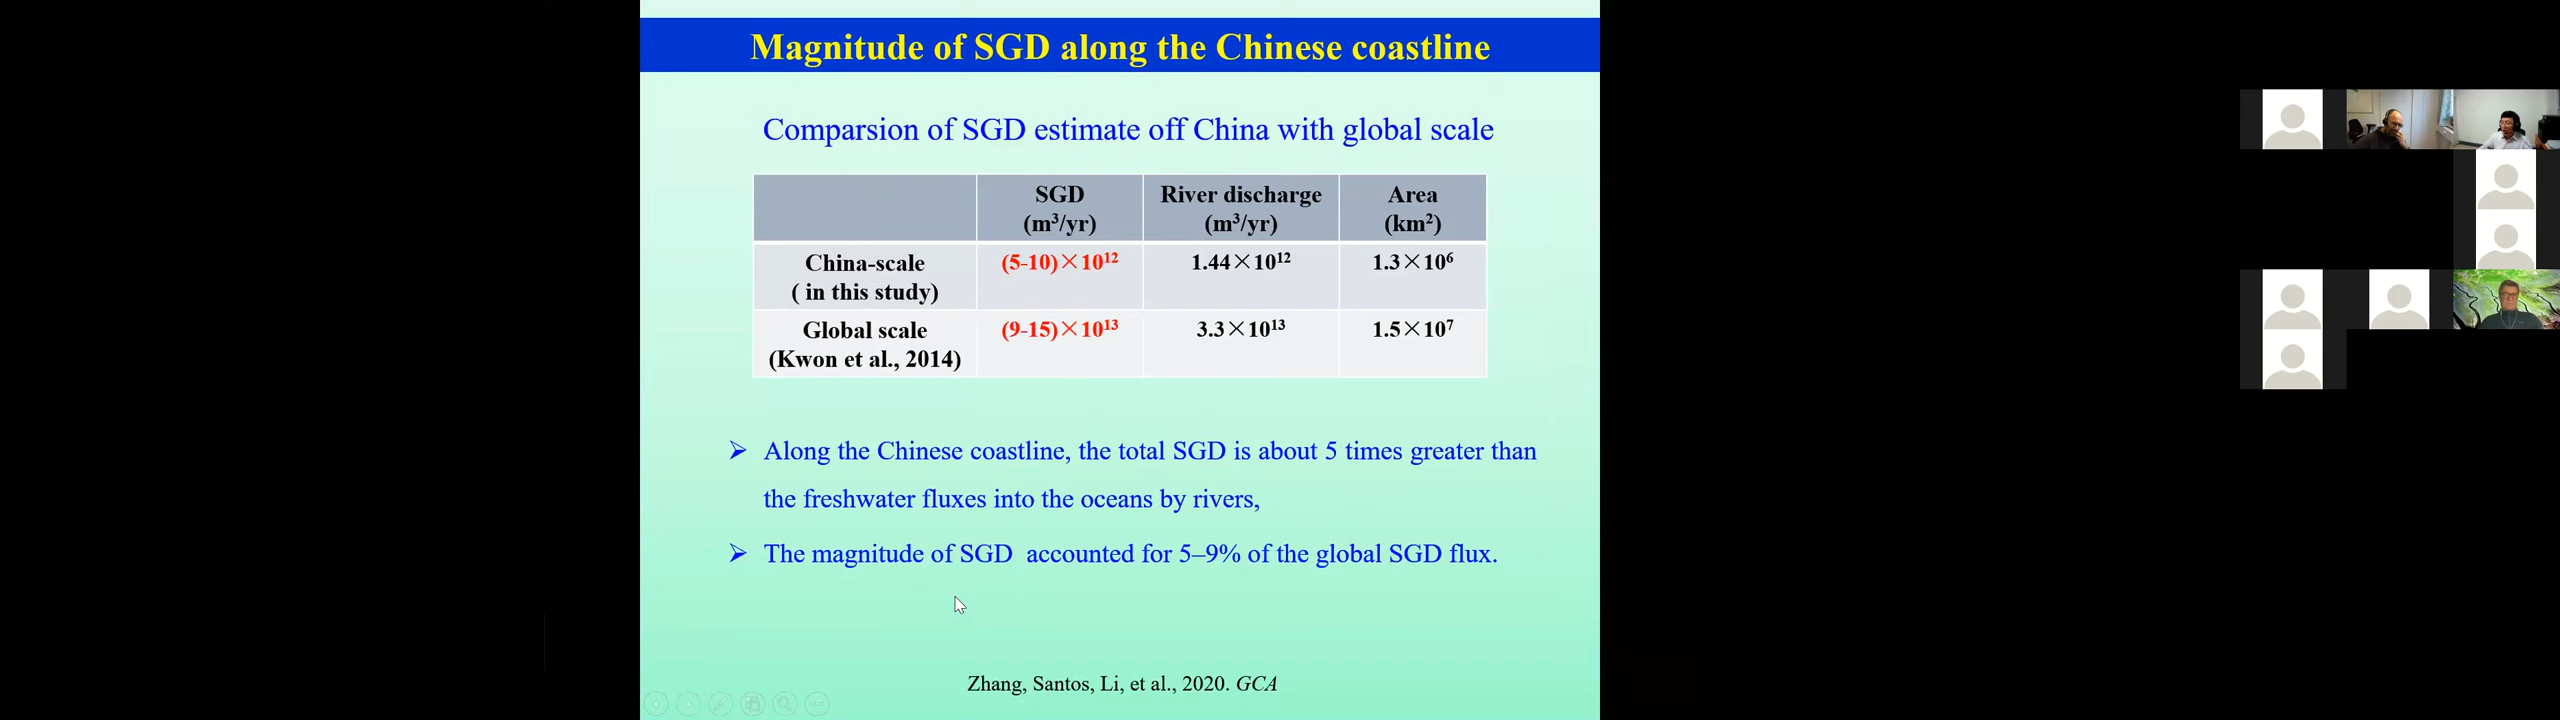 Magnitude of SGD along the Chinese coastline
Comparsion of SGD estimate off China with global scale
SGD
(m³/yr)
River discharge
(m³/yr)
Area
(km²)
China-scale
( in this study)
(5-10)×10¹²
1.44×10¹²
1.3×10⁶
Global scale
(Kwon et al., 2014)
(9-15)×10¹³
3.3×10¹³
1.5×10⁷
➢ Along the Chinese coastline, the total SGD is about 5 times greater than
the freshwater fluxes into the oceans by rivers,
➢ The magnitude of SGD accounted for 5–9% of the global SGD flux.
Zhang, Santos, Li, et al., 2020. GCA